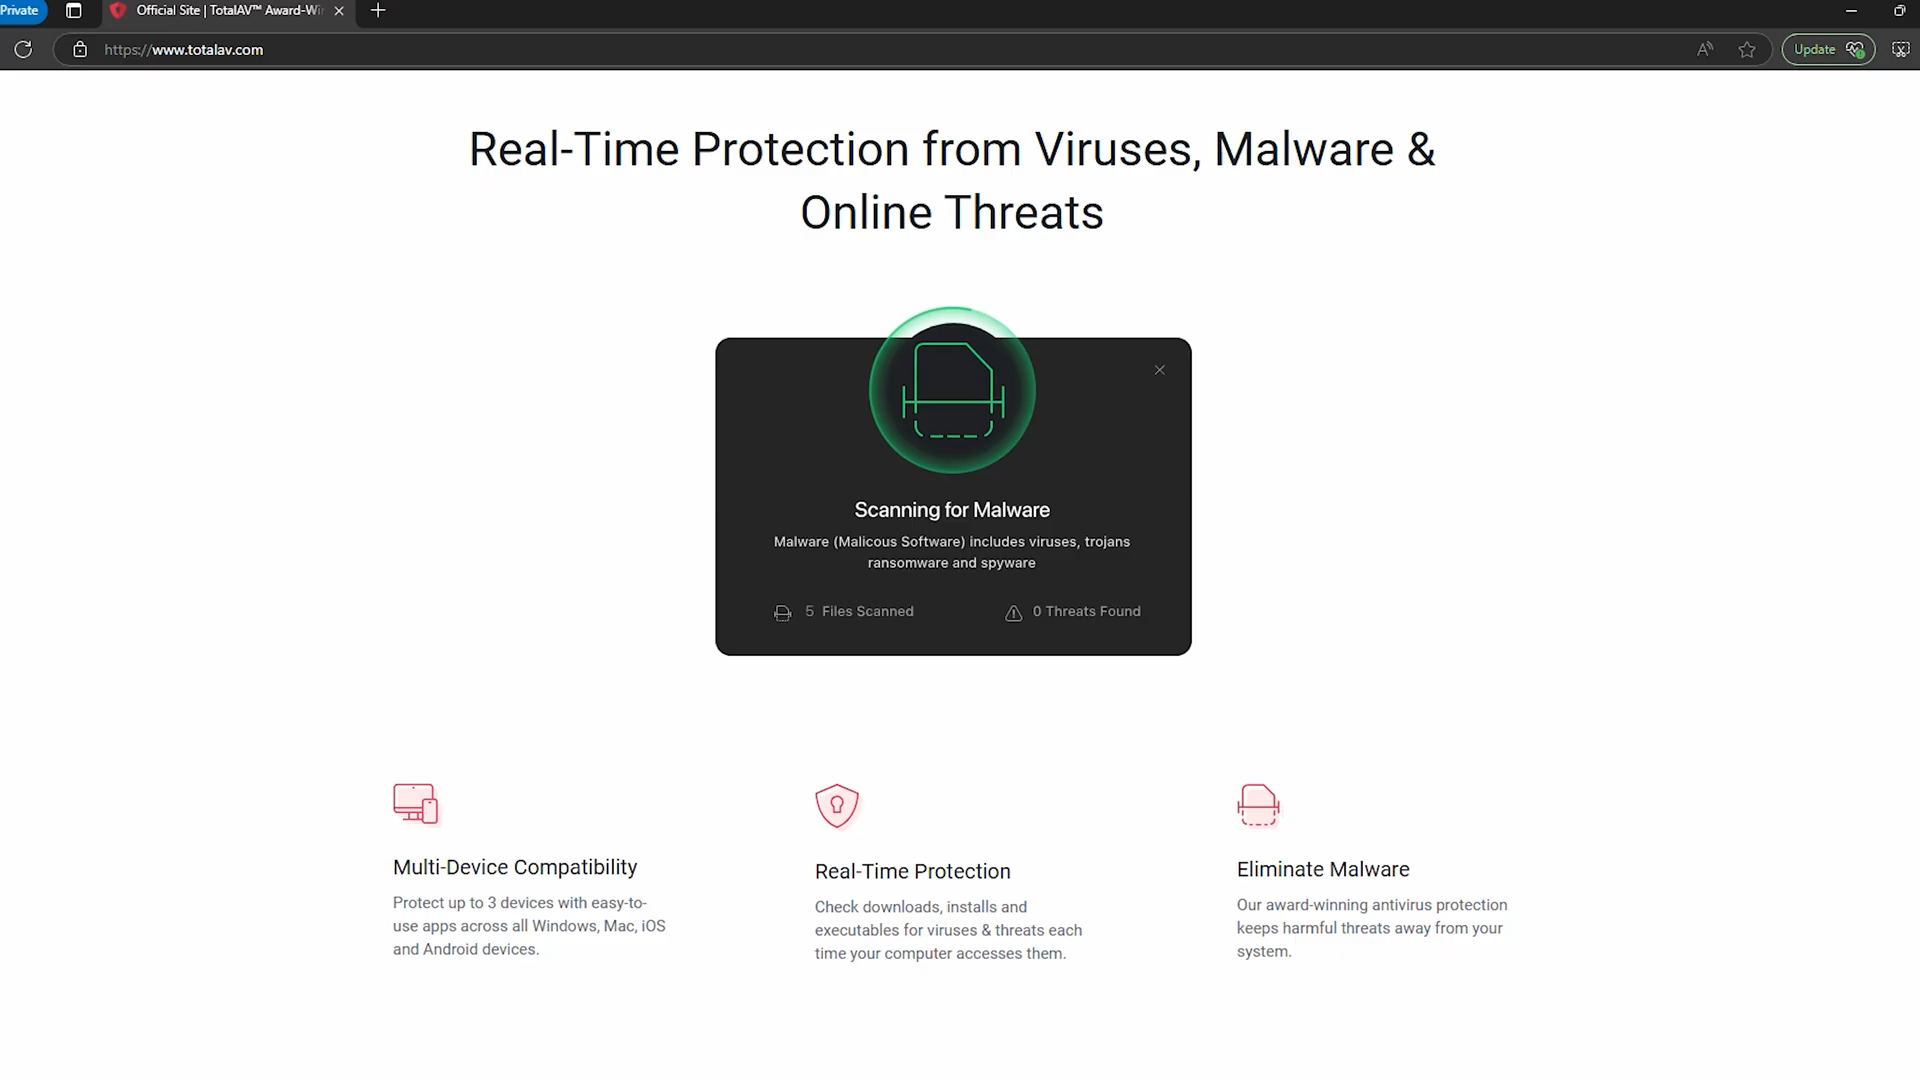 Private
Official Site | TotalAV™ Award-Wi
https://www.totalav.com
Update
Real-Time Protection from Viruses, Malware &
Online Threats
Scanning for Malware
Malware (Malicous Software) includes viruses, trojans
ransomware and spyware
5 Files Scanned
0 Threats Found
Multi-Device Compatibility
Protect up to 3 devices with easy-to-
use apps across all Windows, Mac, iOS
and Android devices.
Real-Time Protection
Check downloads, installs and
executables for viruses & threats each
time your computer accesses them.
Eliminate Malware
Our award-winning antivirus protection
keeps harmful threats away from your
system.